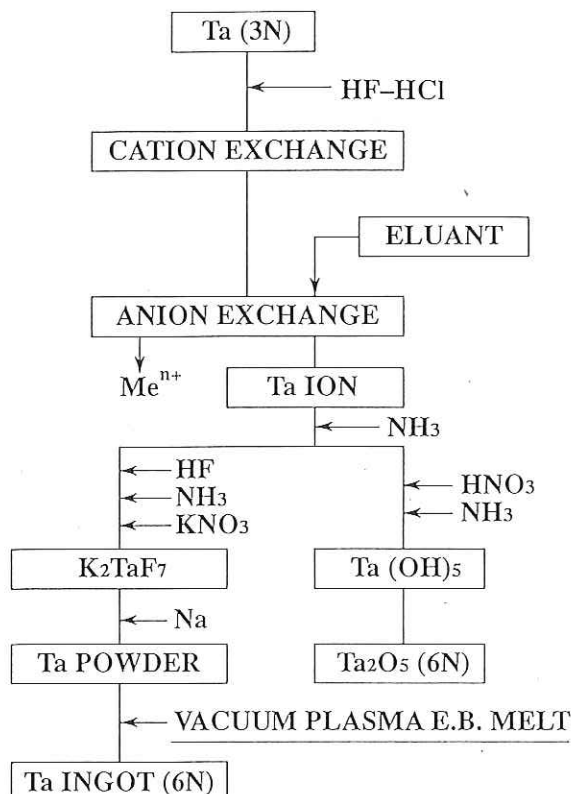 Ta (3N)
HF–HCl
CATION EXCHANGE
ELUANT
ANION EXCHANGE
Meⁿ⁺
Ta ION
NH3
HF
NH3
KNO3
HNO3
NH3
K2TaF7
Ta (OH)5
Na
Ta POWDER
Ta2O5 (6N)
VACUUM PLASMA E.B. MELT
Ta INGOT (6N)